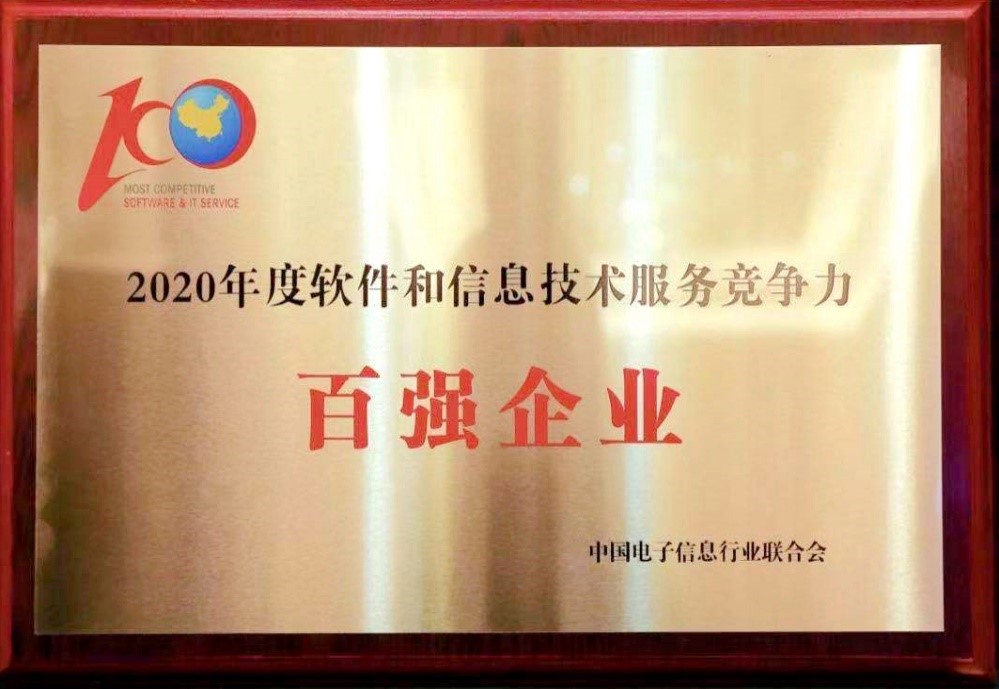 100
MOST COMPETITIVE
SOFTWARE & IT SERVICE
2020年度软件和信息技术服务竞争力
百强企业
中国电子信息行业联合会